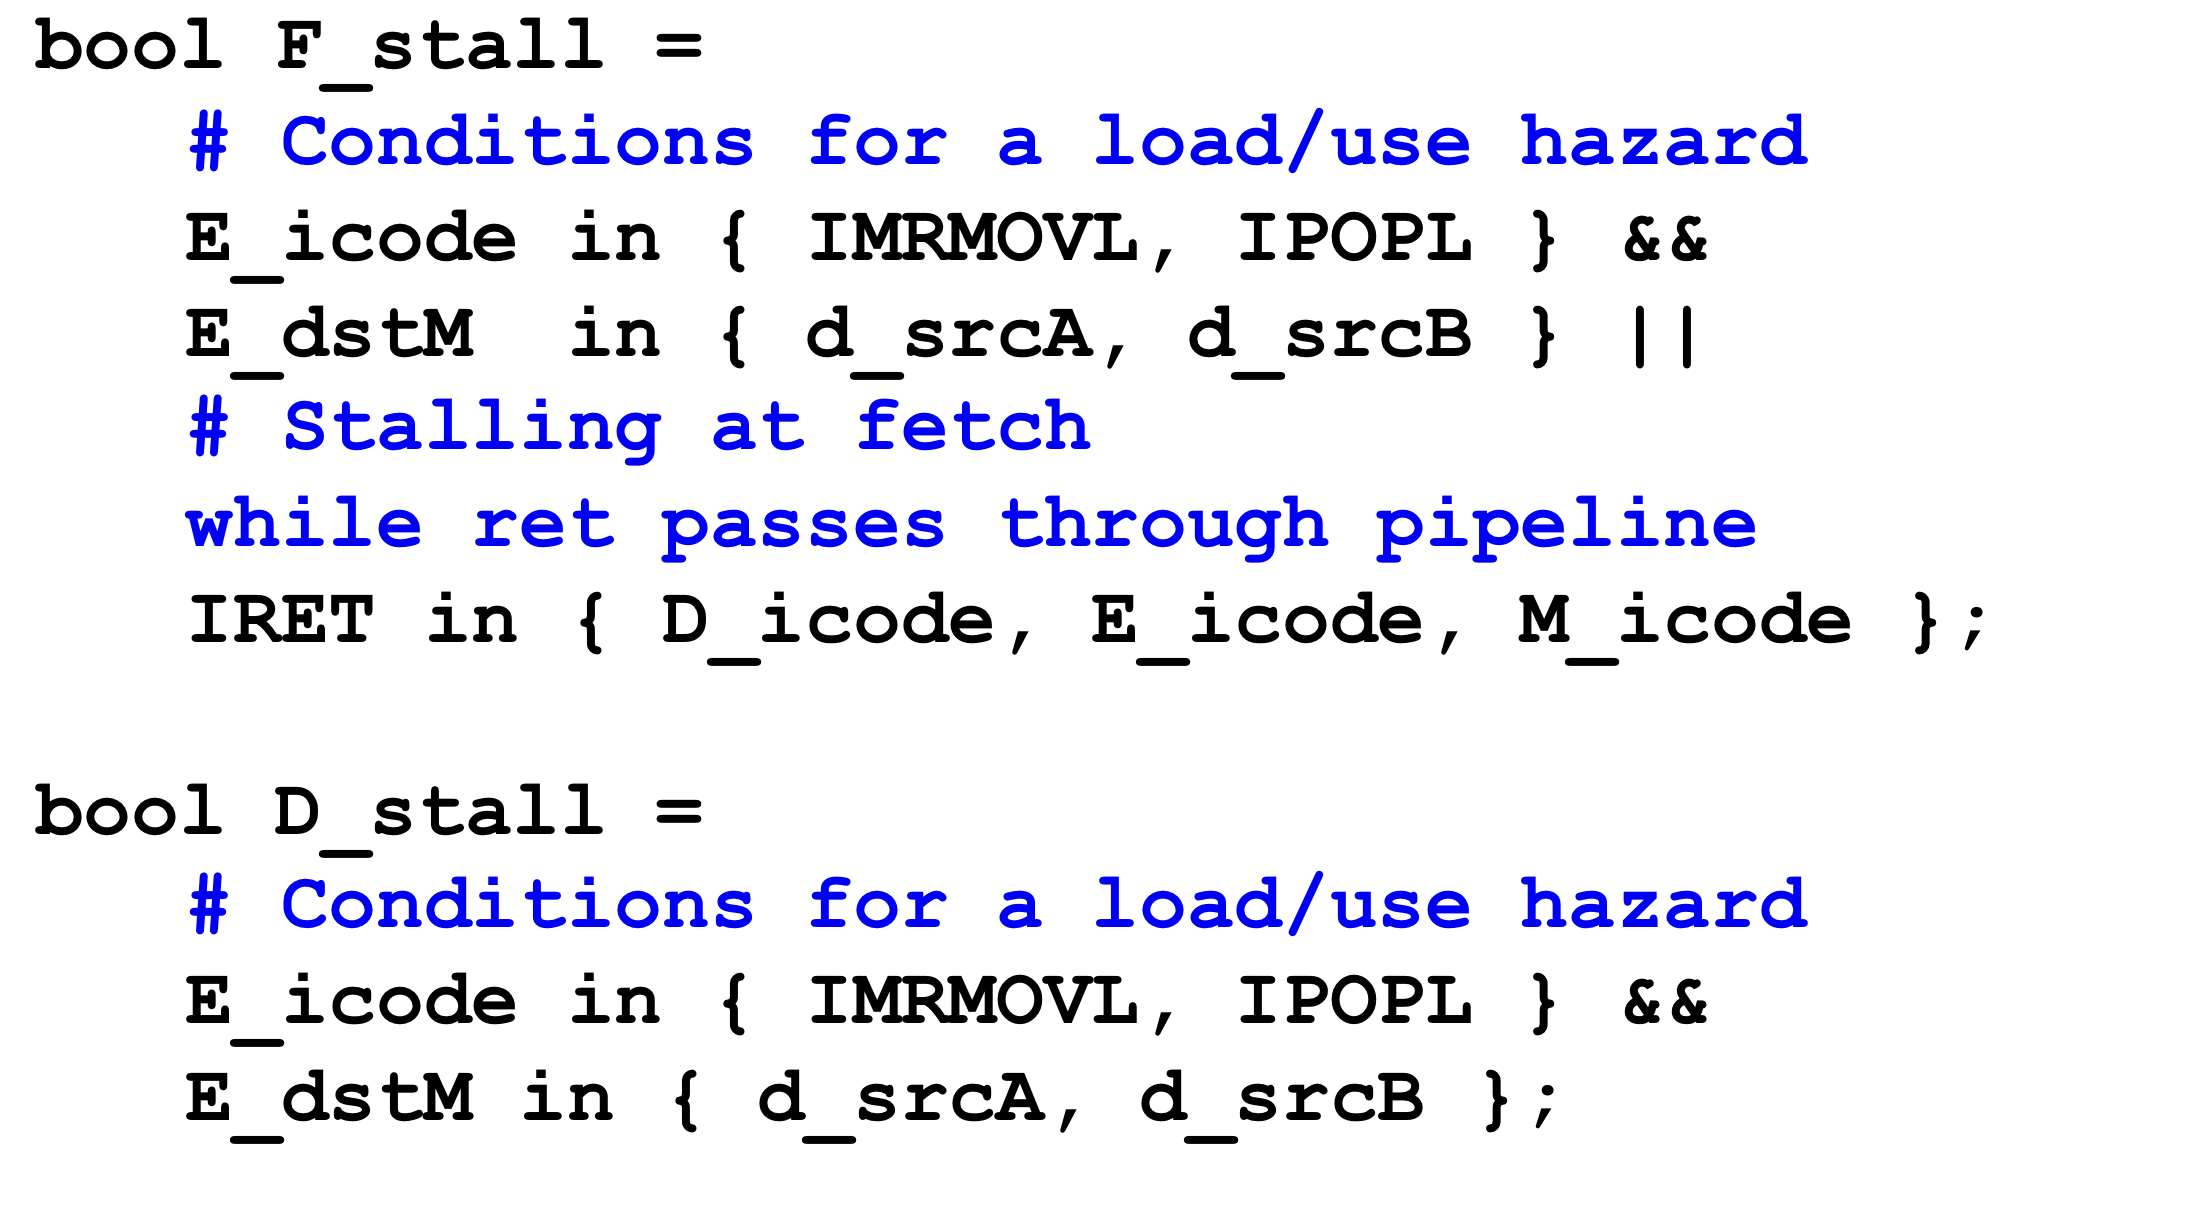 bool F_stall =
# Conditions for a load/use hazard
E_icode in { IMRMOVL, IPOPL } &&
E_dstM  in { d_srcA, d_srcB } ||
# Stalling at fetch
while ret passes through pipeline
IRET in { D_icode, E_icode, M_icode };
bool D_stall =
# Conditions for a load/use hazard
E_icode in { IMRMOVL, IPOPL } &&
E_dstM in { d_srcA, d_srcB };